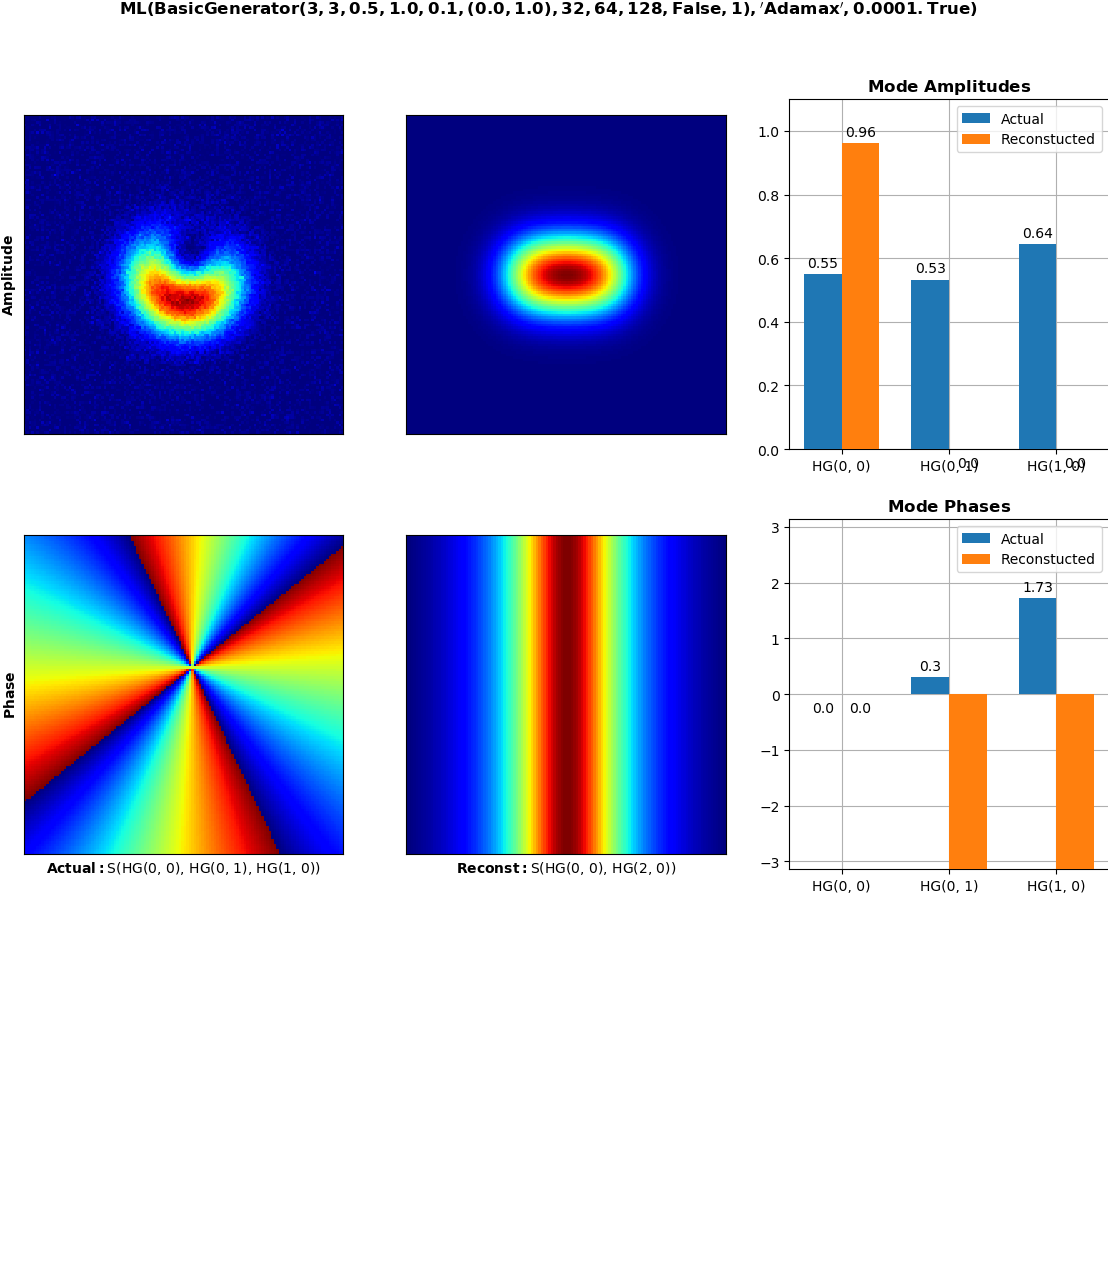 ML(BasicGenerator(3, 3, 0.5, 1.0, 0.1, (0.0, 1.0), 32, 64, 128, False, 1), ′Adamax′, 0.0001. True)
Amplitude
Mode Amplitudes
Actual
Reconstucted
1.0
0.8
0.6
0.4
0.2
0.0
0.55
0.96
0.53
0.0
0.64
0.0
HG(0, 0)
HG(0, 1)
HG(1, 0)
Phase
Actual: S(HG(0, 0), HG(0, 1), HG(1, 0))
Reconst: S(HG(0, 0), HG(2, 0))
Mode Phases
Actual
Reconstucted
3
2
1
0
−1
−2
−3
0.0
0.0
0.3
1.73
HG(0, 0)
HG(0, 1)
HG(1, 0)